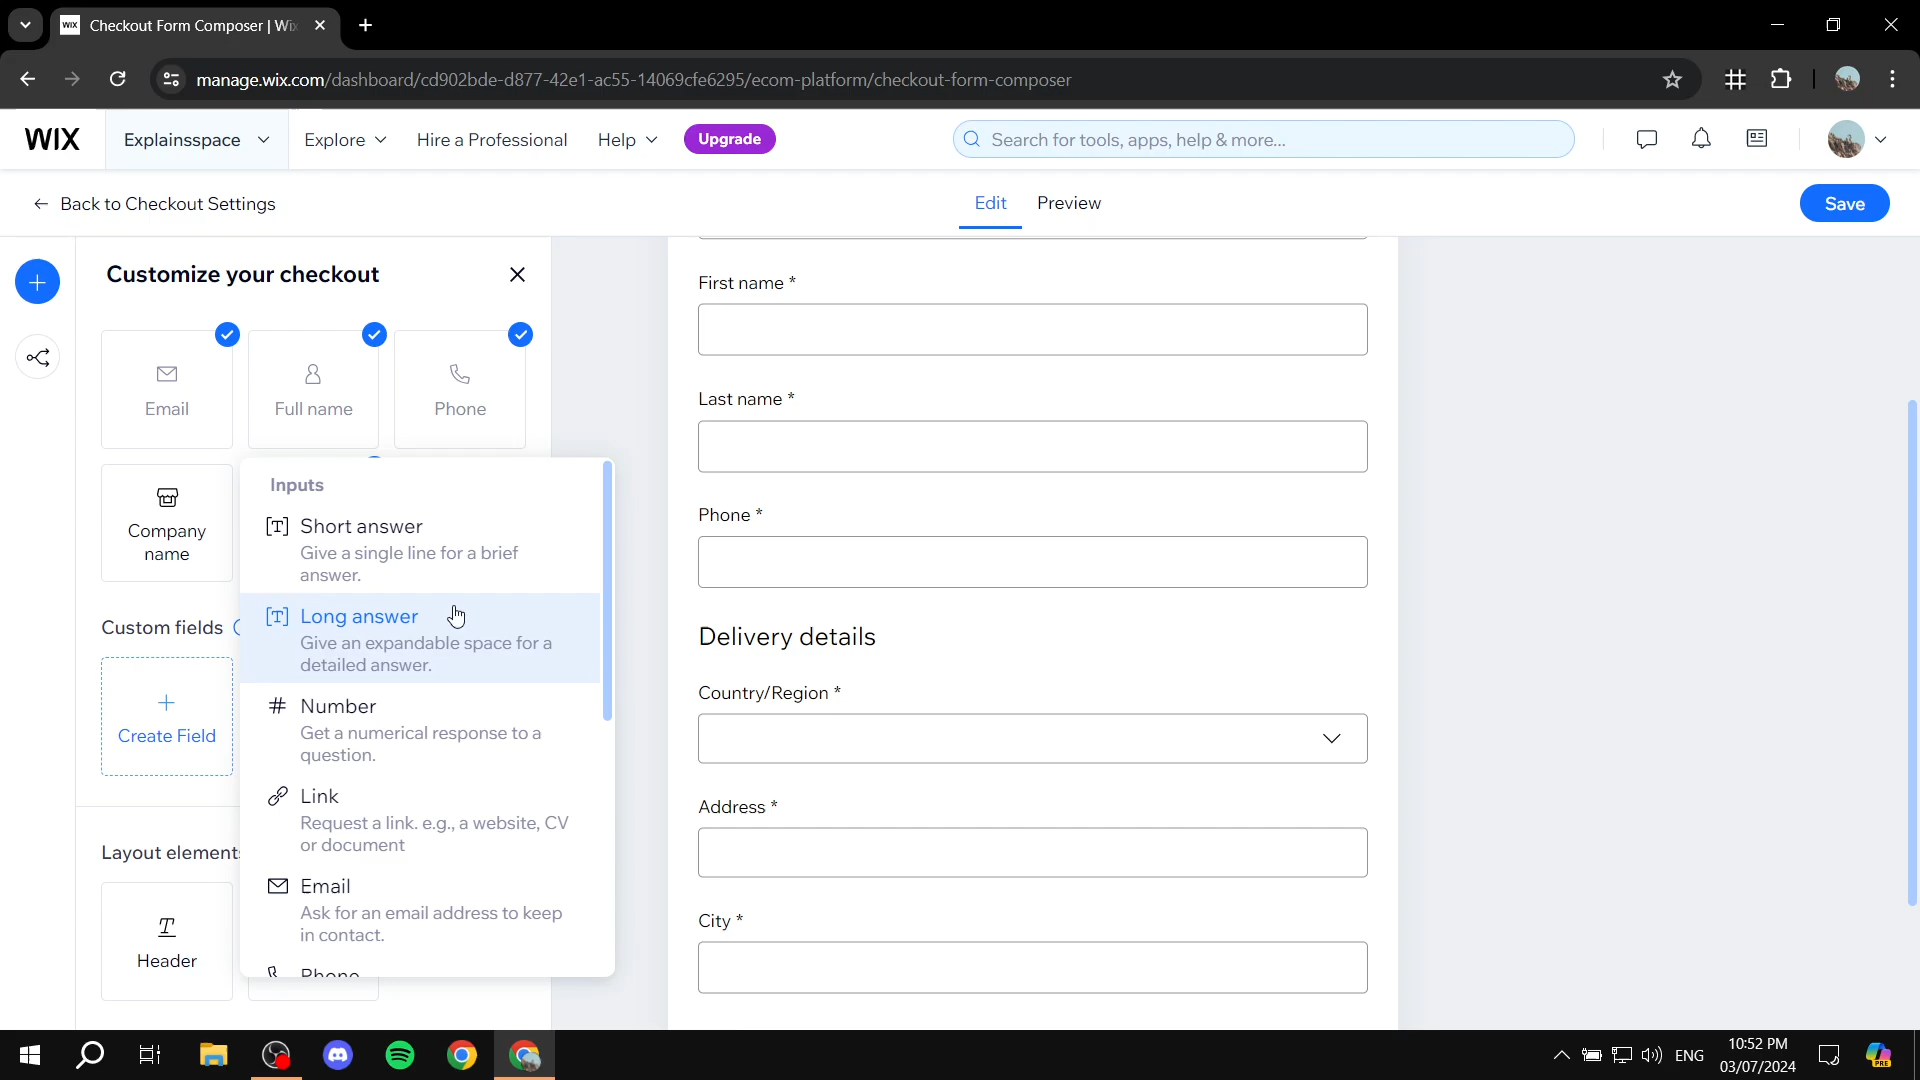 Checkout Form Composer | Wix
manage.wix.com/dashboard/cd902bde-d877-42e1-ac55-14069cfe6295/ecom-platform/checkout-form-composer
WIX
Explainsspace
Explore
Hire a Professional
Help
Upgrade
Search for tools, apps, help & more...
Back to Checkout Settings
Edit
Preview
Save
Customize your checkout
Email
Full name
Phone
Company
name
Custom fields
Create Field
Layout elements
Header
Inputs
Short answer
Give a single line for a brief
answer.
Long answer
Give an expandable space for a
detailed answer.
Number
Get a numerical response to a
question.
Link
Request a link. e.g., a website, CV
or document
Email
Ask for an email address to keep
in contact.
Phone
First name *
Last name *
Phone *
Delivery details
Country/Region *
Address *
City *
ENG
10:52 PM
03/07/2024
PRE